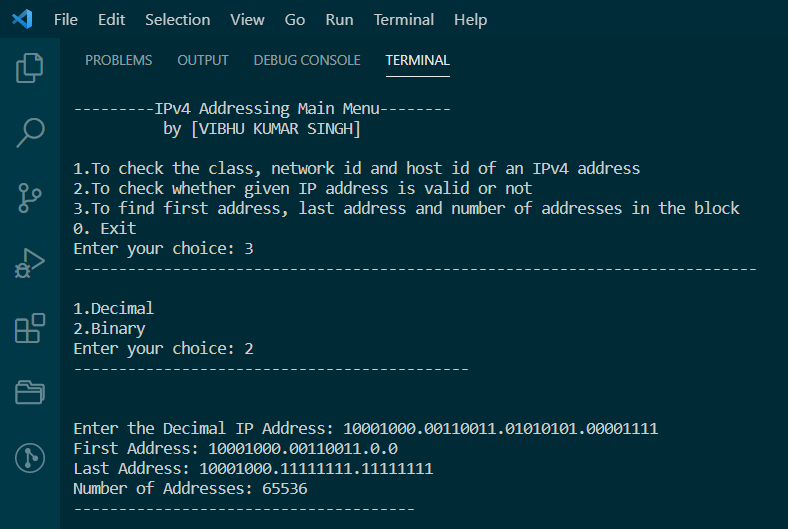 File Edit Selection View Go Run Terminal Help
PROBLEMS OUTPUT DEBUG CONSOLE TERMINAL
---------IPv4 Addressing Main Menu--------
by [VIBHU KUMAR SINGH]
1.To check the class, network id and host id of an IPv4 address
2.To check whether given IP address is valid or not
3.To find first address, last address and number of addresses in the block
0. Exit
Enter your choice: 3
----------------------------------------------------------------------------
1.Decimal
2.Binary
Enter your choice: 2
--------------------------------------------
Enter the Decimal IP Address: 10001000.00110011.01010101.00001111
First Address: 10001000.00110011.0.0
Last Address: 10001000.11111111.11111111
Number of Addresses: 65536
--------------------------------------